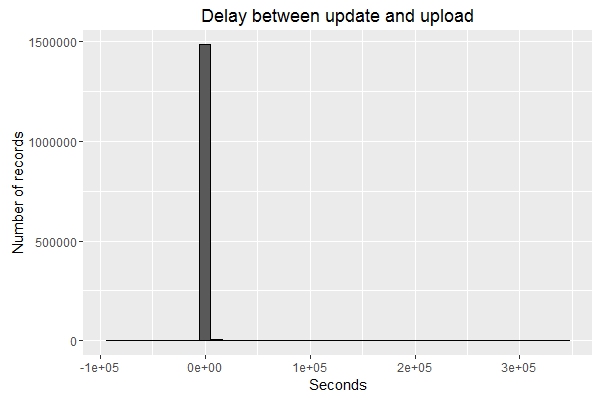 Delay between update and upload
1500000
1000000
500000
0
Number of records
-1e+05 0e+00 1e+05 2e+05 3e+05
Seconds